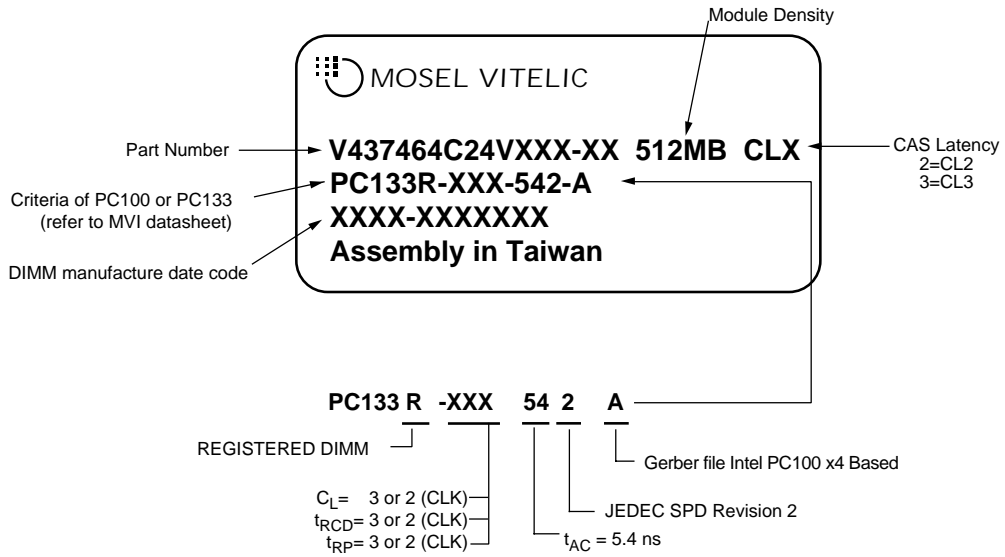 Module Density
MOSEL VITELIC
Part Number
V437464C24VXXX-XX 512MB CLX
CAS Latency
2=CL2
3=CL3
Criteria of PC100 or PC133
(refer to MVI datasheet)
PC133R-XXX-542-A
XXXX-XXXXXXX
DIMM manufacture date code
Assembly in Taiwan
PC133 R -XXX 54 2 A
REGISTERED DIMM
Gerber file Intel PC100 x4 Based
CL= 3 or 2 (CLK)
tRCD= 3 or 2 (CLK)
tRP= 3 or 2 (CLK)
JEDEC SPD Revision 2
tAC = 5.4 ns